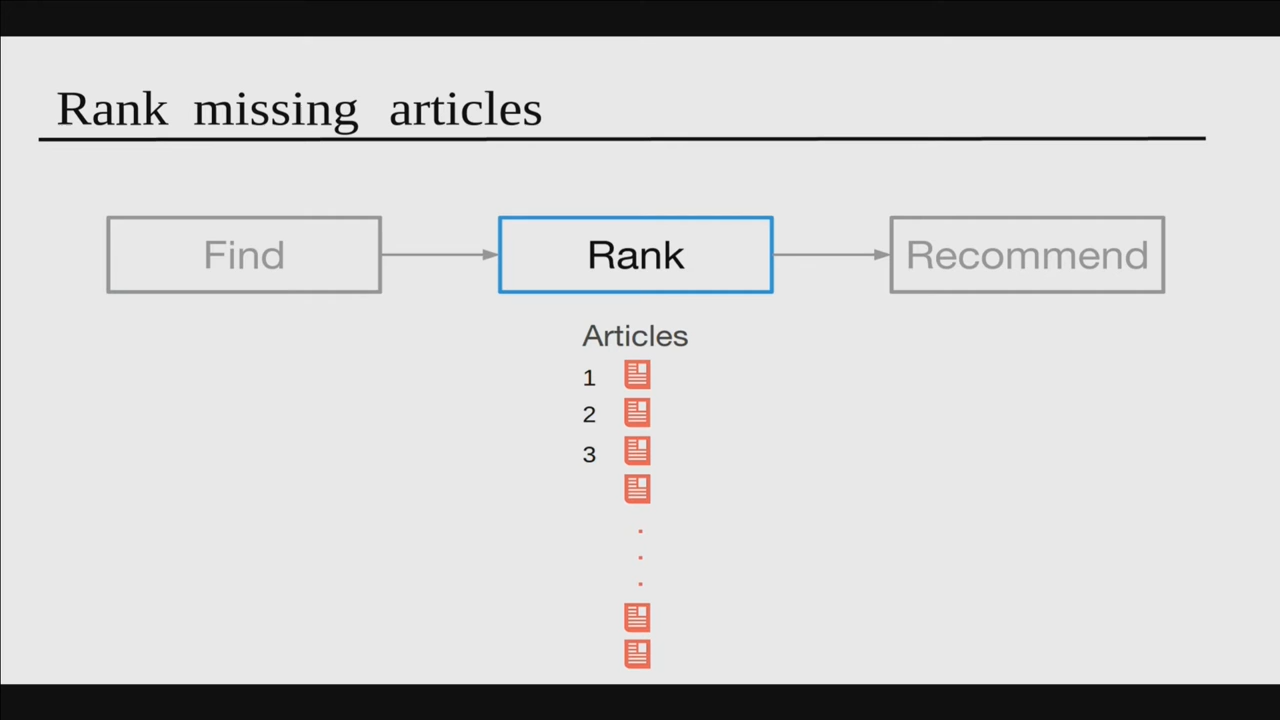 Rank missing articles
Find
Rank
Recommend
Articles
1
2
3